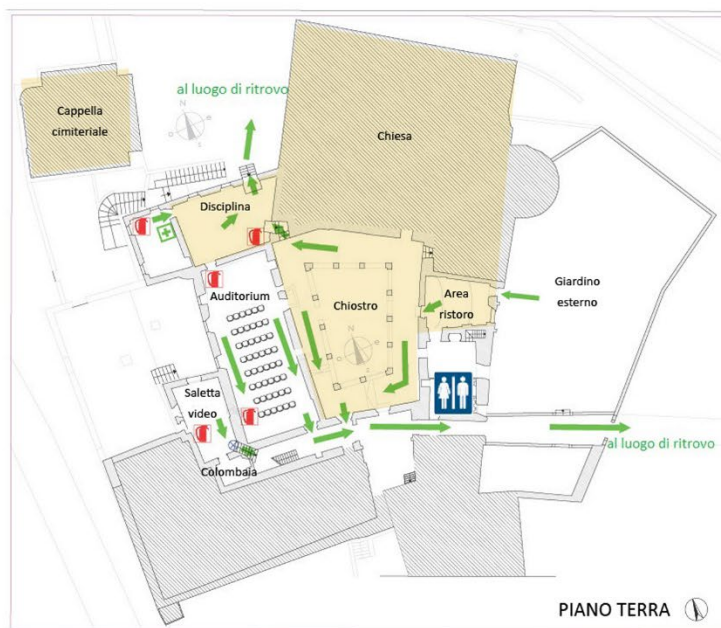 al luogo di ritrovo
Cappella
cimiteriale
Chiesa
Disciplina
Auditorium
Chiostro
Area
ristoro
Giardino
esterno
Saletta
video
Colombaia
al luogo di ritrovo
PIANO TERRA